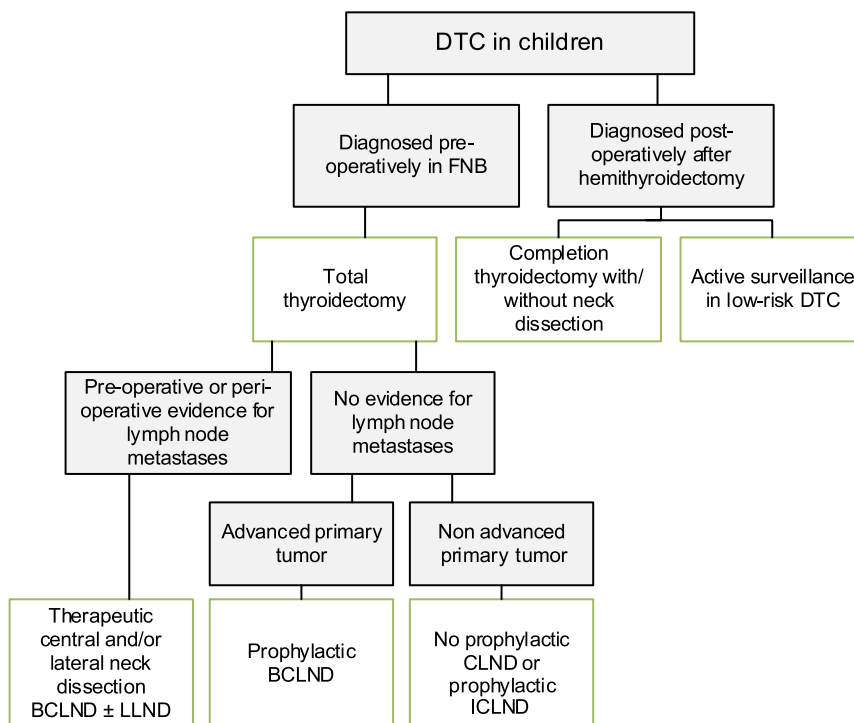 DTC in children
Diagnosed pre-
operatively in FNB
Diagnosed post-
operatively after
hemithyroidectomy
Total
thyroidectomy
Completion
thyroidectomy with/
without neck
dissection
Active surveillance
in low-risk DTC
Pre-operative or peri-
operative evidence for
lymph node
metastases
No evidence for
lymph node
metastases
Advanced primary
tumor
Non advanced
primary tumor
Therapeutic
central and/or
lateral neck
dissection
BCLND ± LLND
Prophylactic
BCLND
No prophylactic
CLND or
prophylactic
ICLND